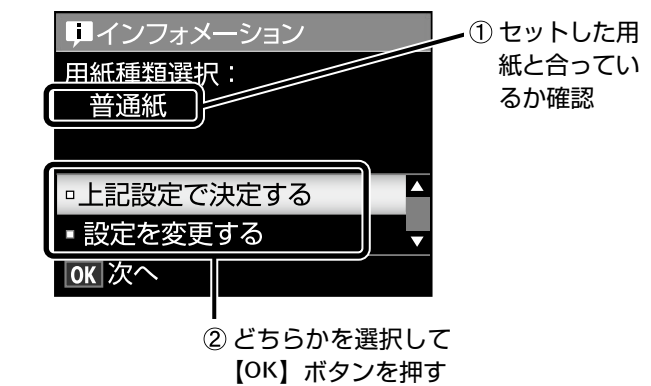 インフォメーション
用紙種類選択：
普通紙
上記設定で決定する
設定を変更する
OK 次へ
① セットした用
紙と合ってい
るか確認
② どちらかを選択して
【OK】ボタンを押す